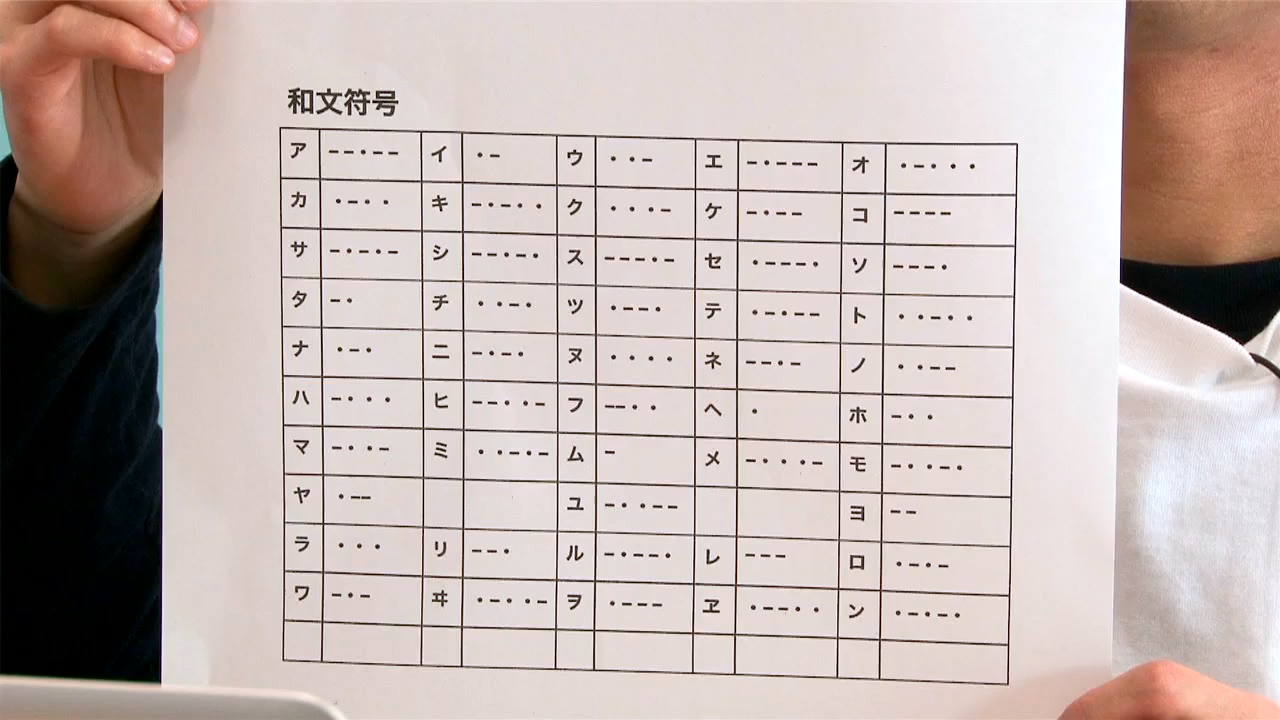 和文符号
ア －－・－－ イ ・－ ウ ・・－ エ －・－－－ オ ・－・・・
カ ・－・・ キ －・－・・ ク ・・・－ ケ －・－－ コ －－－－
サ －・－・－ シ －－・－・ ス －－－・－ セ ・－－－・ ソ －－－・
タ －・ チ ・・－・ ツ ・－－・ テ ・－・－－ ト ・・－・・
ナ ・－・ ニ －・－・ ヌ ・・・・ ネ －－・－ ノ ・・－－
ハ －・・・ ヒ －－・・－ フ －－・・ ヘ ・ ホ －・・
マ －・・－ ミ ・・－・－ ム － メ －・・・－ モ －・・－・
ヤ ・－－ ユ －・・－－ ヨ －－
ラ ・・・ リ －－・ ル －・－－・ レ －－－ ロ ・－・－
ワ －・－ ヰ ・－・・－ ヲ ・－－－ ヱ ・－－・・ ン ・－・－・